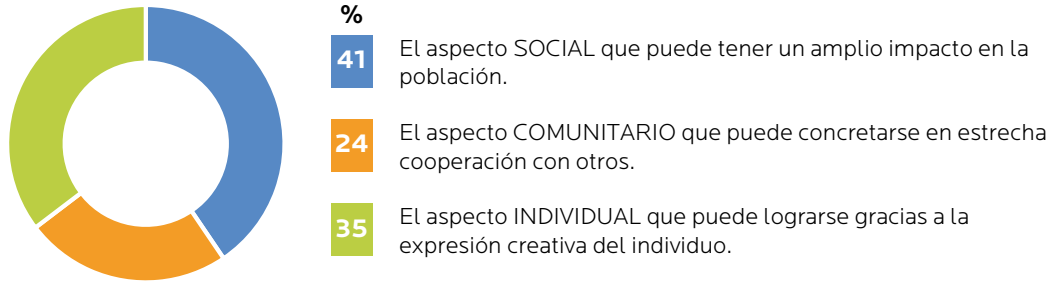 %
41
El aspecto SOCIAL que puede tener un amplio impacto en la
población.
24
El aspecto COMUNITARIO que puede concretarse en estrecha
cooperación con otros.
35
El aspecto INDIVIDUAL que puede lograrse gracias a la
expresión creativa del individuo.